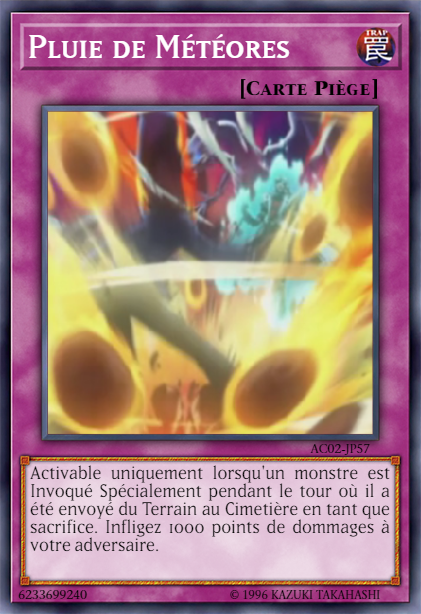 Pluie de Météores
TRAP
罠
[Carte Piège]
AC02-JP57
Activable uniquement lorsqu'un monstre est
Invoqué Spécialement pendant le tour où il a
été envoyé du Terrain au Cimetière en tant que
sacrifice. Infligez 1000 points de dommages à
votre adversaire.
6233699240
© 1996 KAZUKI TAKAHASHI